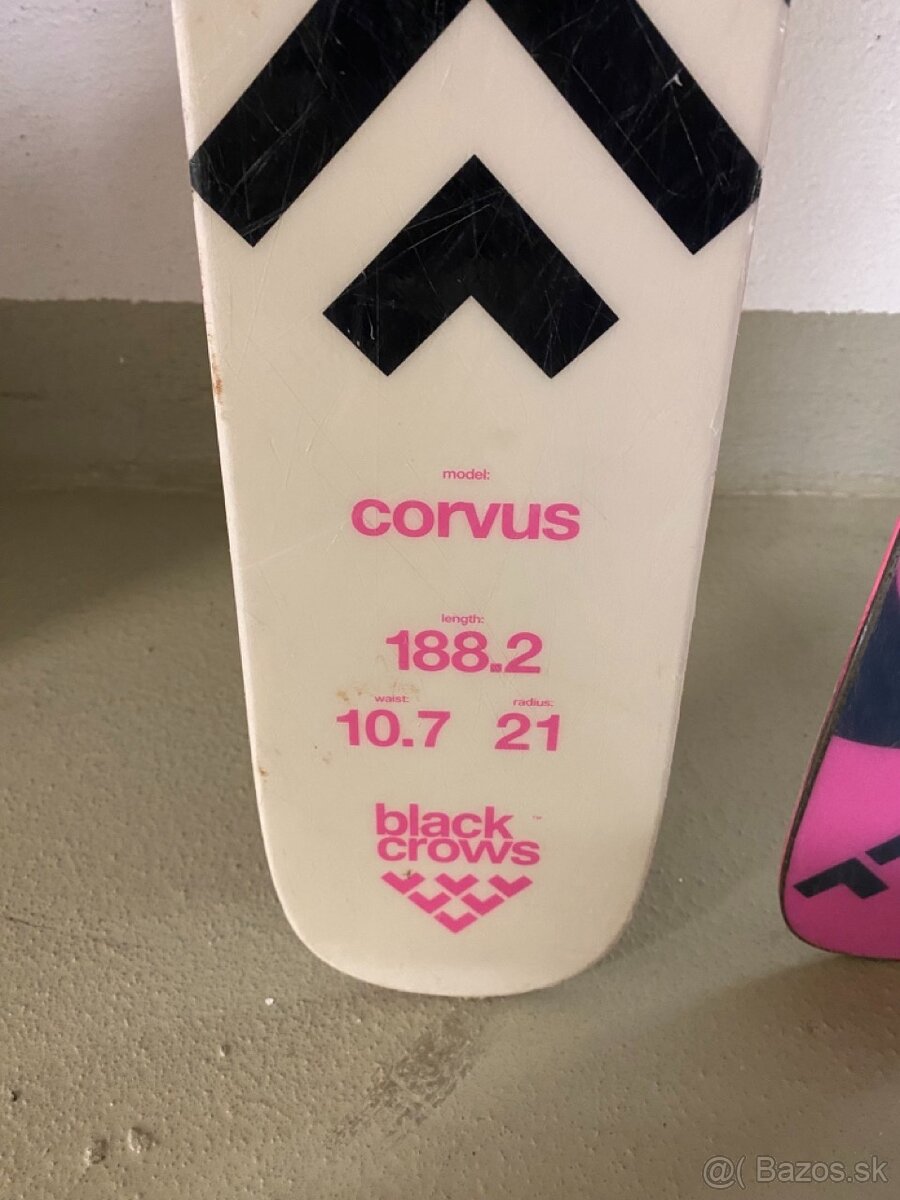 model:
corvus
length:
188.2
waist: radius:
10.7 21
black
crows ™
@( Bazos.sk